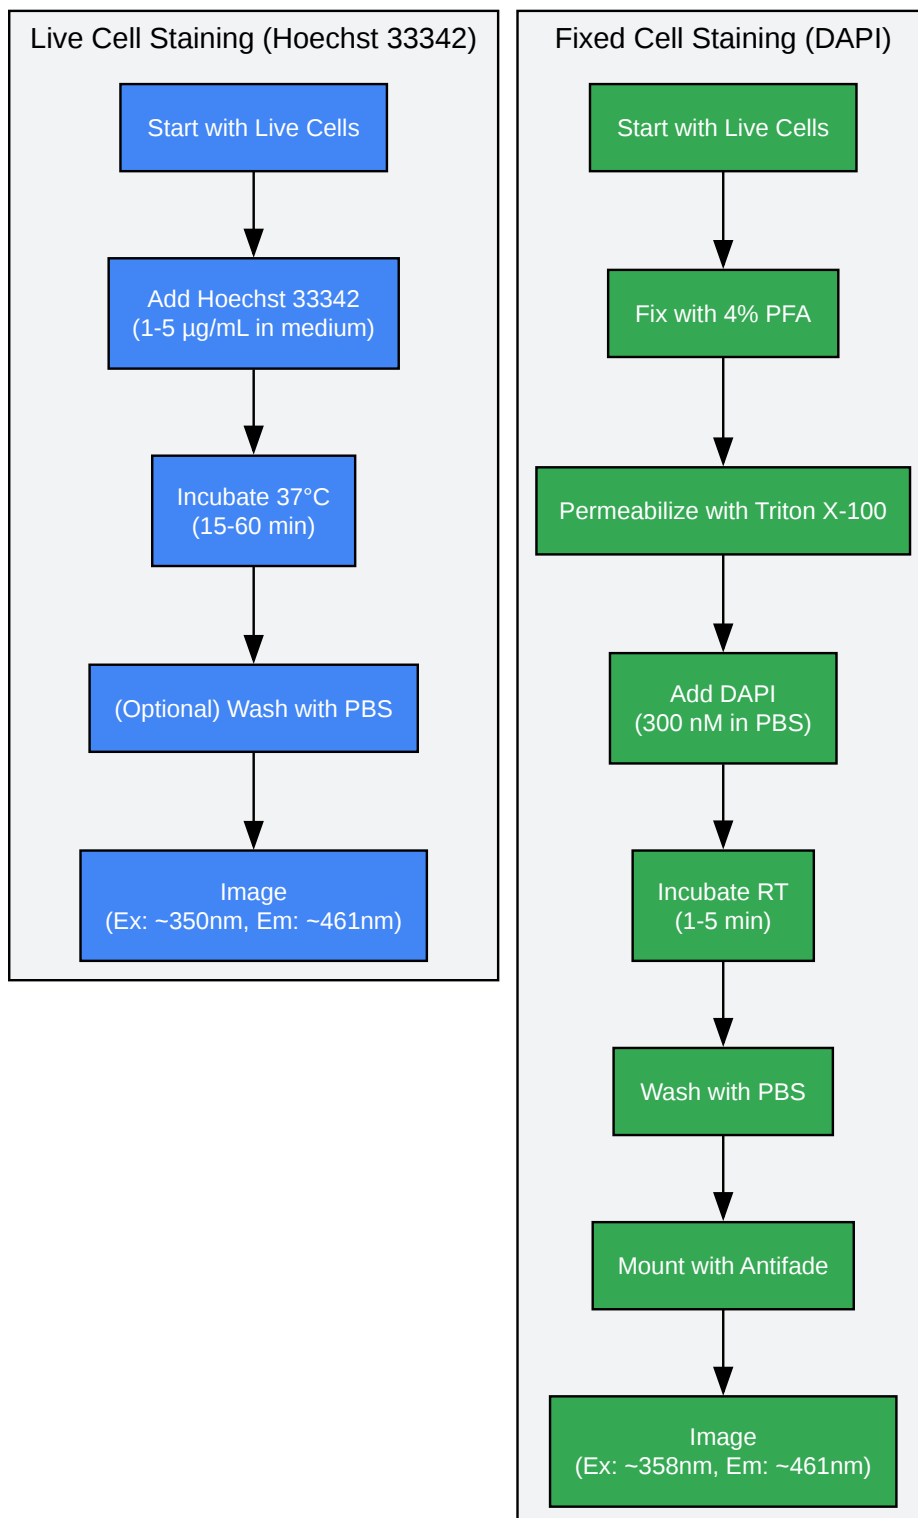 Live Cell Staining (Hoechst 33342)
Start with Live Cells
Add Hoechst 33342
(1-5 µg/mL in medium)
Incubate 37°C
(15-60 min)
(Optional) Wash with PBS
Image
(Ex: ~350nm, Em: ~461nm)
Fixed Cell Staining (DAPI)
Start with Live Cells
Fix with 4% PFA
Permeabilize with Triton X-100
Add DAPI
(300 nM in PBS)
Incubate RT
(1-5 min)
Wash with PBS
Mount with Antifade
Image
(Ex: ~358nm, Em: ~461nm)